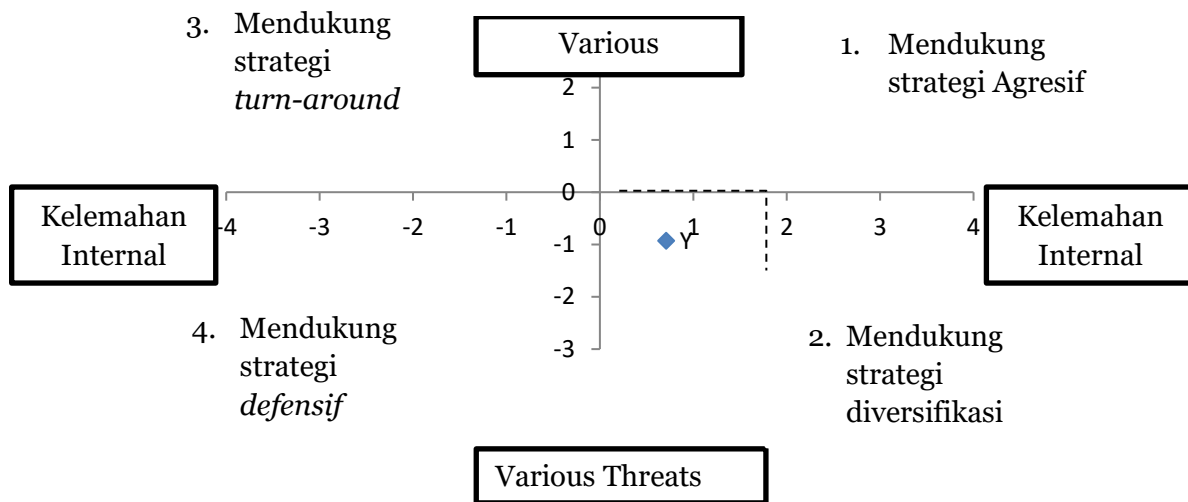 3. Mendukung
strategi
turn-around
Various
1. Mendukung
strategi Agresif
2
1
0
-1
-2
-3
-4 -3 -2 -1 0 1 2 3 4
Kelemahan
Internal
Y
Kelemahan
Internal
4. Mendukung
strategi
defensif
2. Mendukung
strategi
diversifikasi
Various Threats